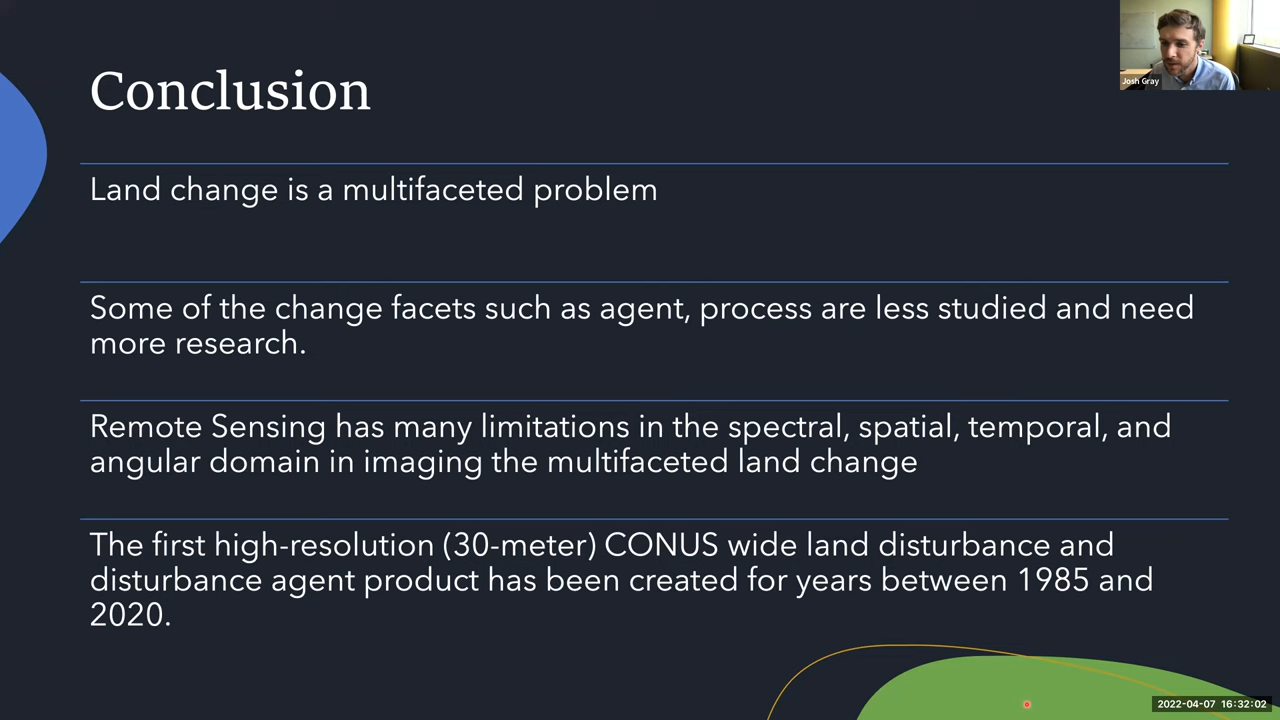 Josh Gray
Conclusion
Land change is a multifaceted problem
Some of the change facets such as agent, process are less studied and need
more research.
Remote Sensing has many limitations in the spectral, spatial, temporal, and
angular domain in imaging the multifaceted land change
The first high-resolution (30-meter) CONUS wide land disturbance and
disturbance agent product has been created for years between 1985 and
2020.
2022-04-07 16:32:02